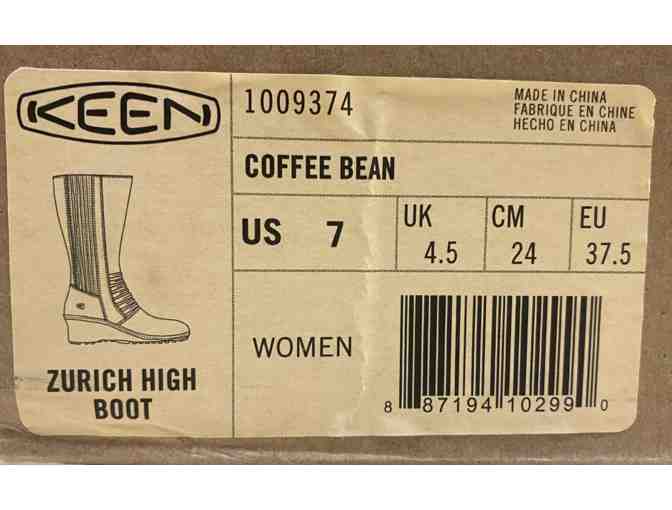 KEEN
1009374
MADE IN CHINA
FABRIQUE EN CHINE
HECHO EN CHINA
COFFEE BEAN
US 7
UK 4.5
CM 24
EU 37.5
WOMEN
ZURICH HIGH
BOOT
8 87194 10299 0